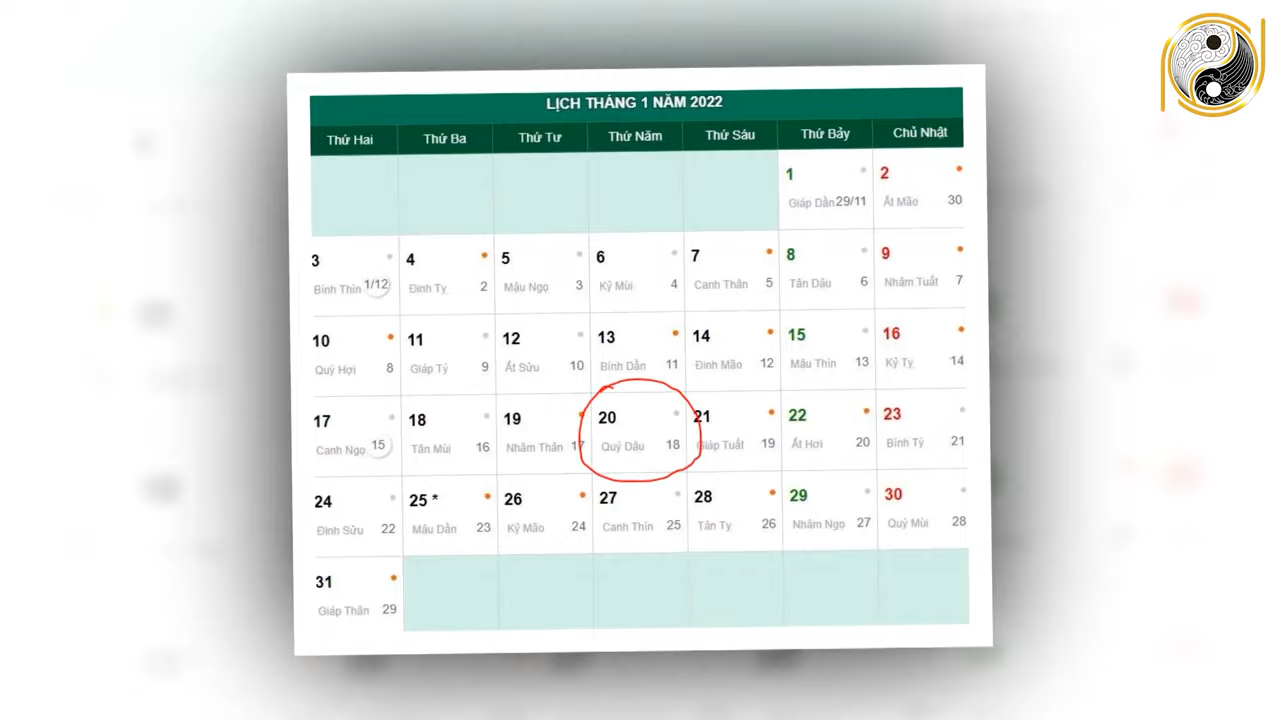 LỊCH THÁNG 1 NĂM 2022
Thứ Hai Thứ Ba Thứ Tư Thứ Năm Thứ Sáu Thứ Bảy Chủ Nhật
1 2
Giáp Dần 29/11 Ất Mão 30
3 4 5 6 7 8 9
Bính Thìn 1/12 Đinh Tỵ 2 Mậu Ngọ 3 Kỷ Mùi 4 Canh Thân 5 Tân Dậu 6 Nhâm Tuất 7
10 11 12 13 14 15 16
Quý Hợi 8 Giáp Tý 9 Ất Sửu 10 Bính Dần 11 Đinh Mão 12 Mậu Thìn 13 Kỷ Tỵ 14
17 18 19 20 21 22 23
Canh Ngọ 15 Tân Mùi 16 Nhâm Thân 17 Quý Dậu 18 Giáp Tuất 19 Ất Hợi 20 Bính Tý 21
24 25 * 26 27 28 29 30
Đinh Sửu 22 Mậu Dần 23 Kỷ Mão 24 Canh Thìn 25 Tân Tỵ 26 Nhâm Ngọ 27 Quý Mùi 28
31
Giáp Thân 29